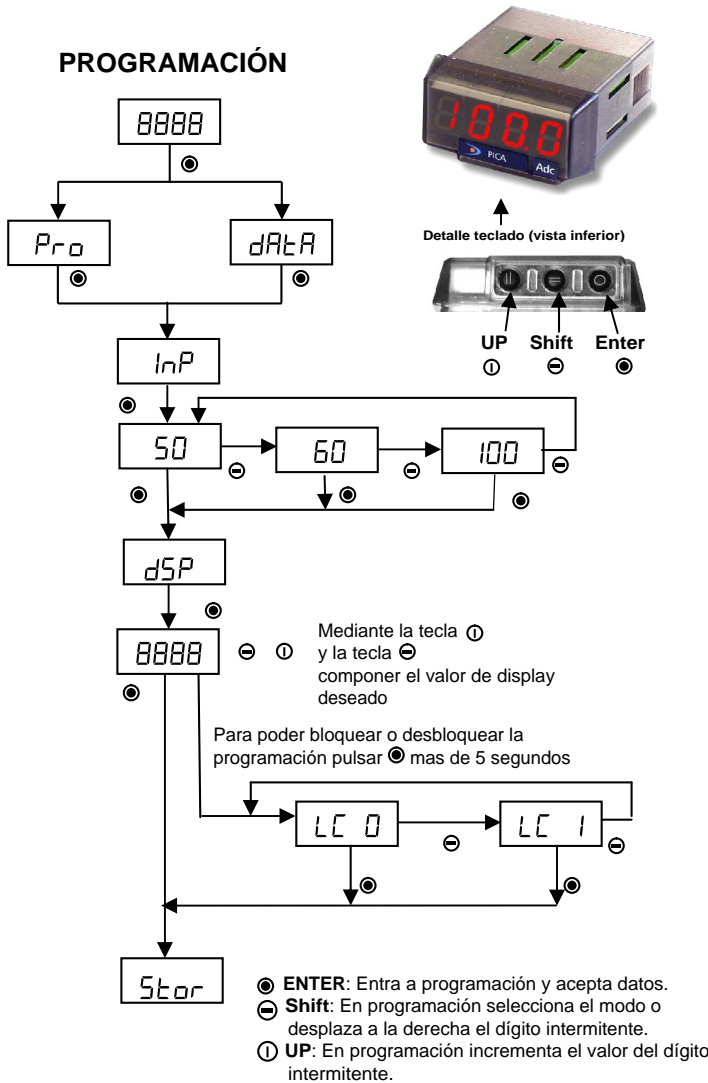 PROGRAMACIÓN
100.0
PICA
Adc
8888
Pro
dAtA
Detalle teclado (vista inferior)
UP Shift Enter
InP
50
60
100
dSP
8888
Mediante la tecla
y la tecla
componer el valor de display
deseado
Para poder bloquear o desbloquear la
programación pulsar mas de 5 segundos
LC 0
LC 1
Stor
ENTER: Entra a programación y acepta datos.
Shift: En programación selecciona el modo o
desplaza a la derecha el dígito intermitente.
UP: En programación incrementa el valor del dígito
intermitente.